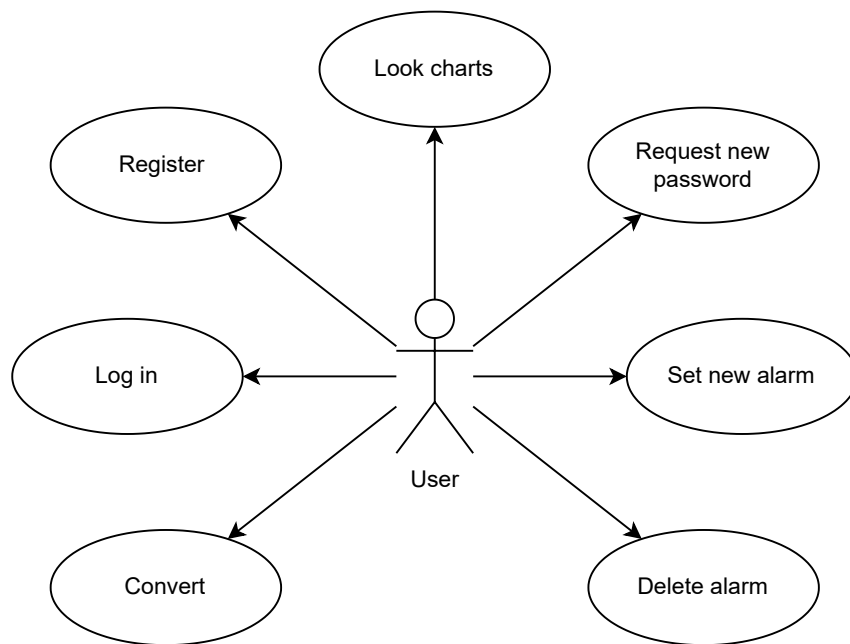 Look charts
Register
Request new
password
Log in
Set new alarm
User
Convert
Delete alarm